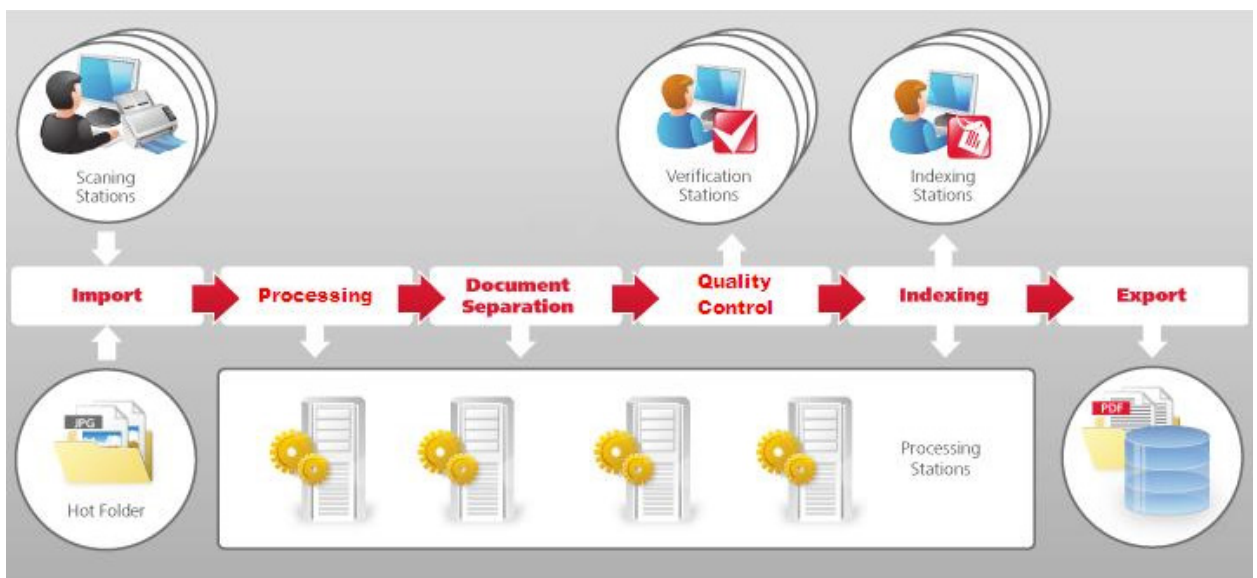 Scaning
Stations
Verification
Stations
Indexing
Stations
Import
Processing
Document
Separation
Quality
Control
Indexing
Export
JPG
Hot Folder
Processing
Stations
PDF